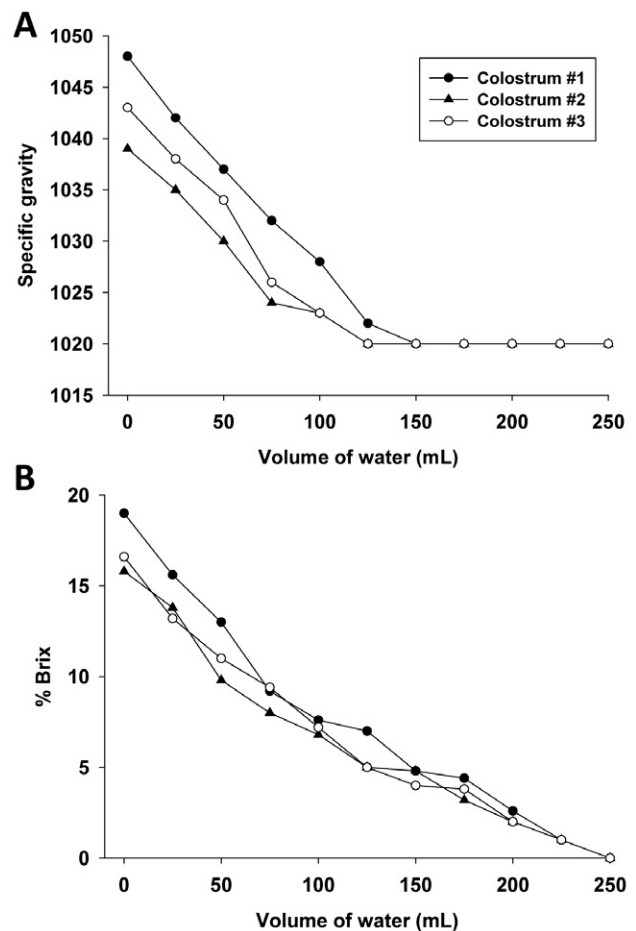 A
1050
1045
1040
1035
1030
1025
1020
1015
Specific gravity
Colostrum #1
Colostrum #2
Colostrum #3
0 50 100 150 200 250
Volume of water (mL)
B
20
15
10
5
0
% Brix
0 50 100 150 200 250
Volume of water (mL)